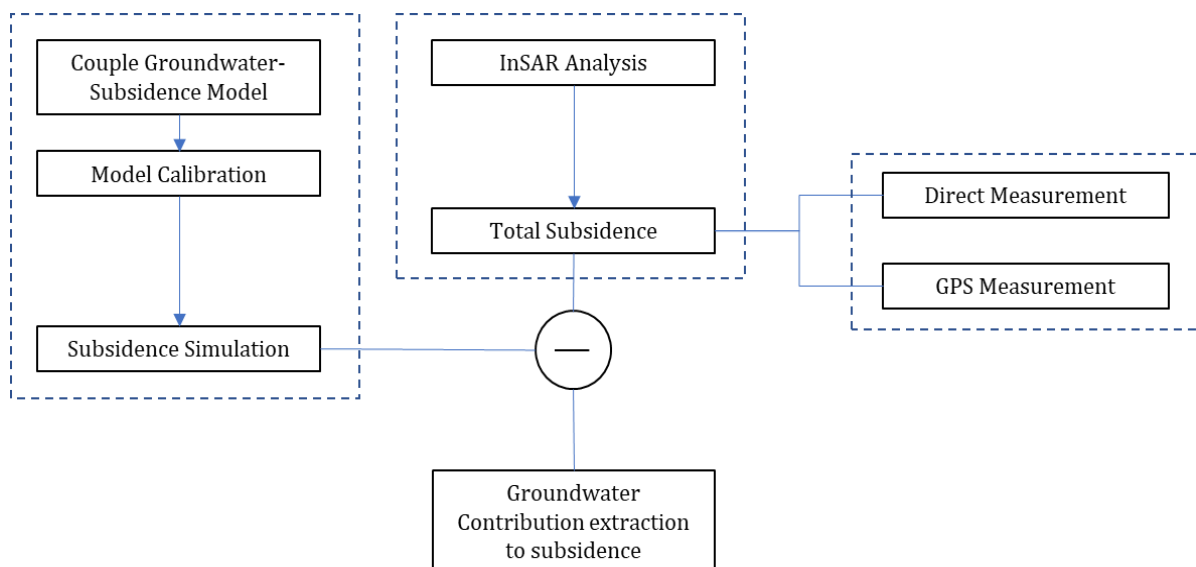 Couple Groundwater-
Subsidence Model
Model Calibration
Subsidence Simulation
InSAR Analysis
Total Subsidence
Direct Measurement
GPS Measurement
—
Groundwater
Contribution extraction
to subsidence